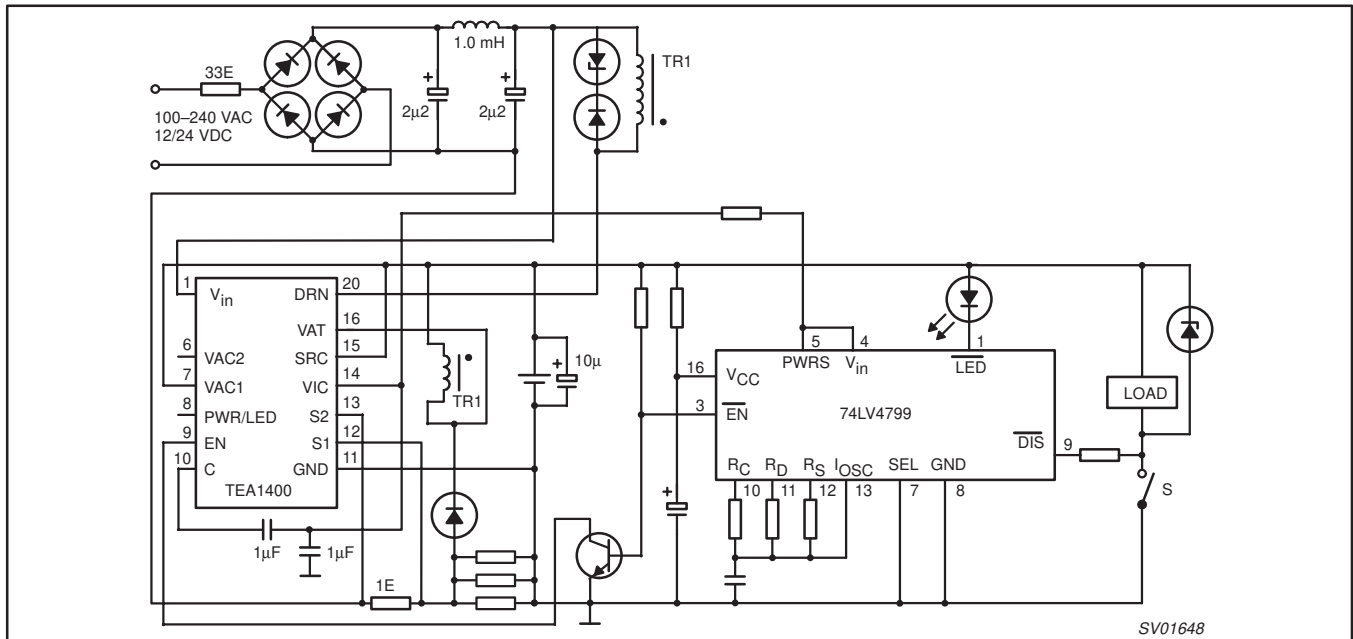 33E
100–240 VAC
12/24 VDC
1.0 mH
+
2µ2
+
2µ2
TR1
1 Vin DRN 20
VAT 16
6 VAC2 SRC 15
7 VAC1 VIC 14
8 PWR/LED S2 13
9 EN S1 12
10 C GND 11
TEA1400
1µF
1µF
1E
TR1
+
10µ
+
5 4 1
PWRS Vin LED
16 VCC
3 EN
74LV4799
DIS 9
RC RD RS IOSC SEL GND
10 11 12 13 7 8
LOAD
S
SV01648